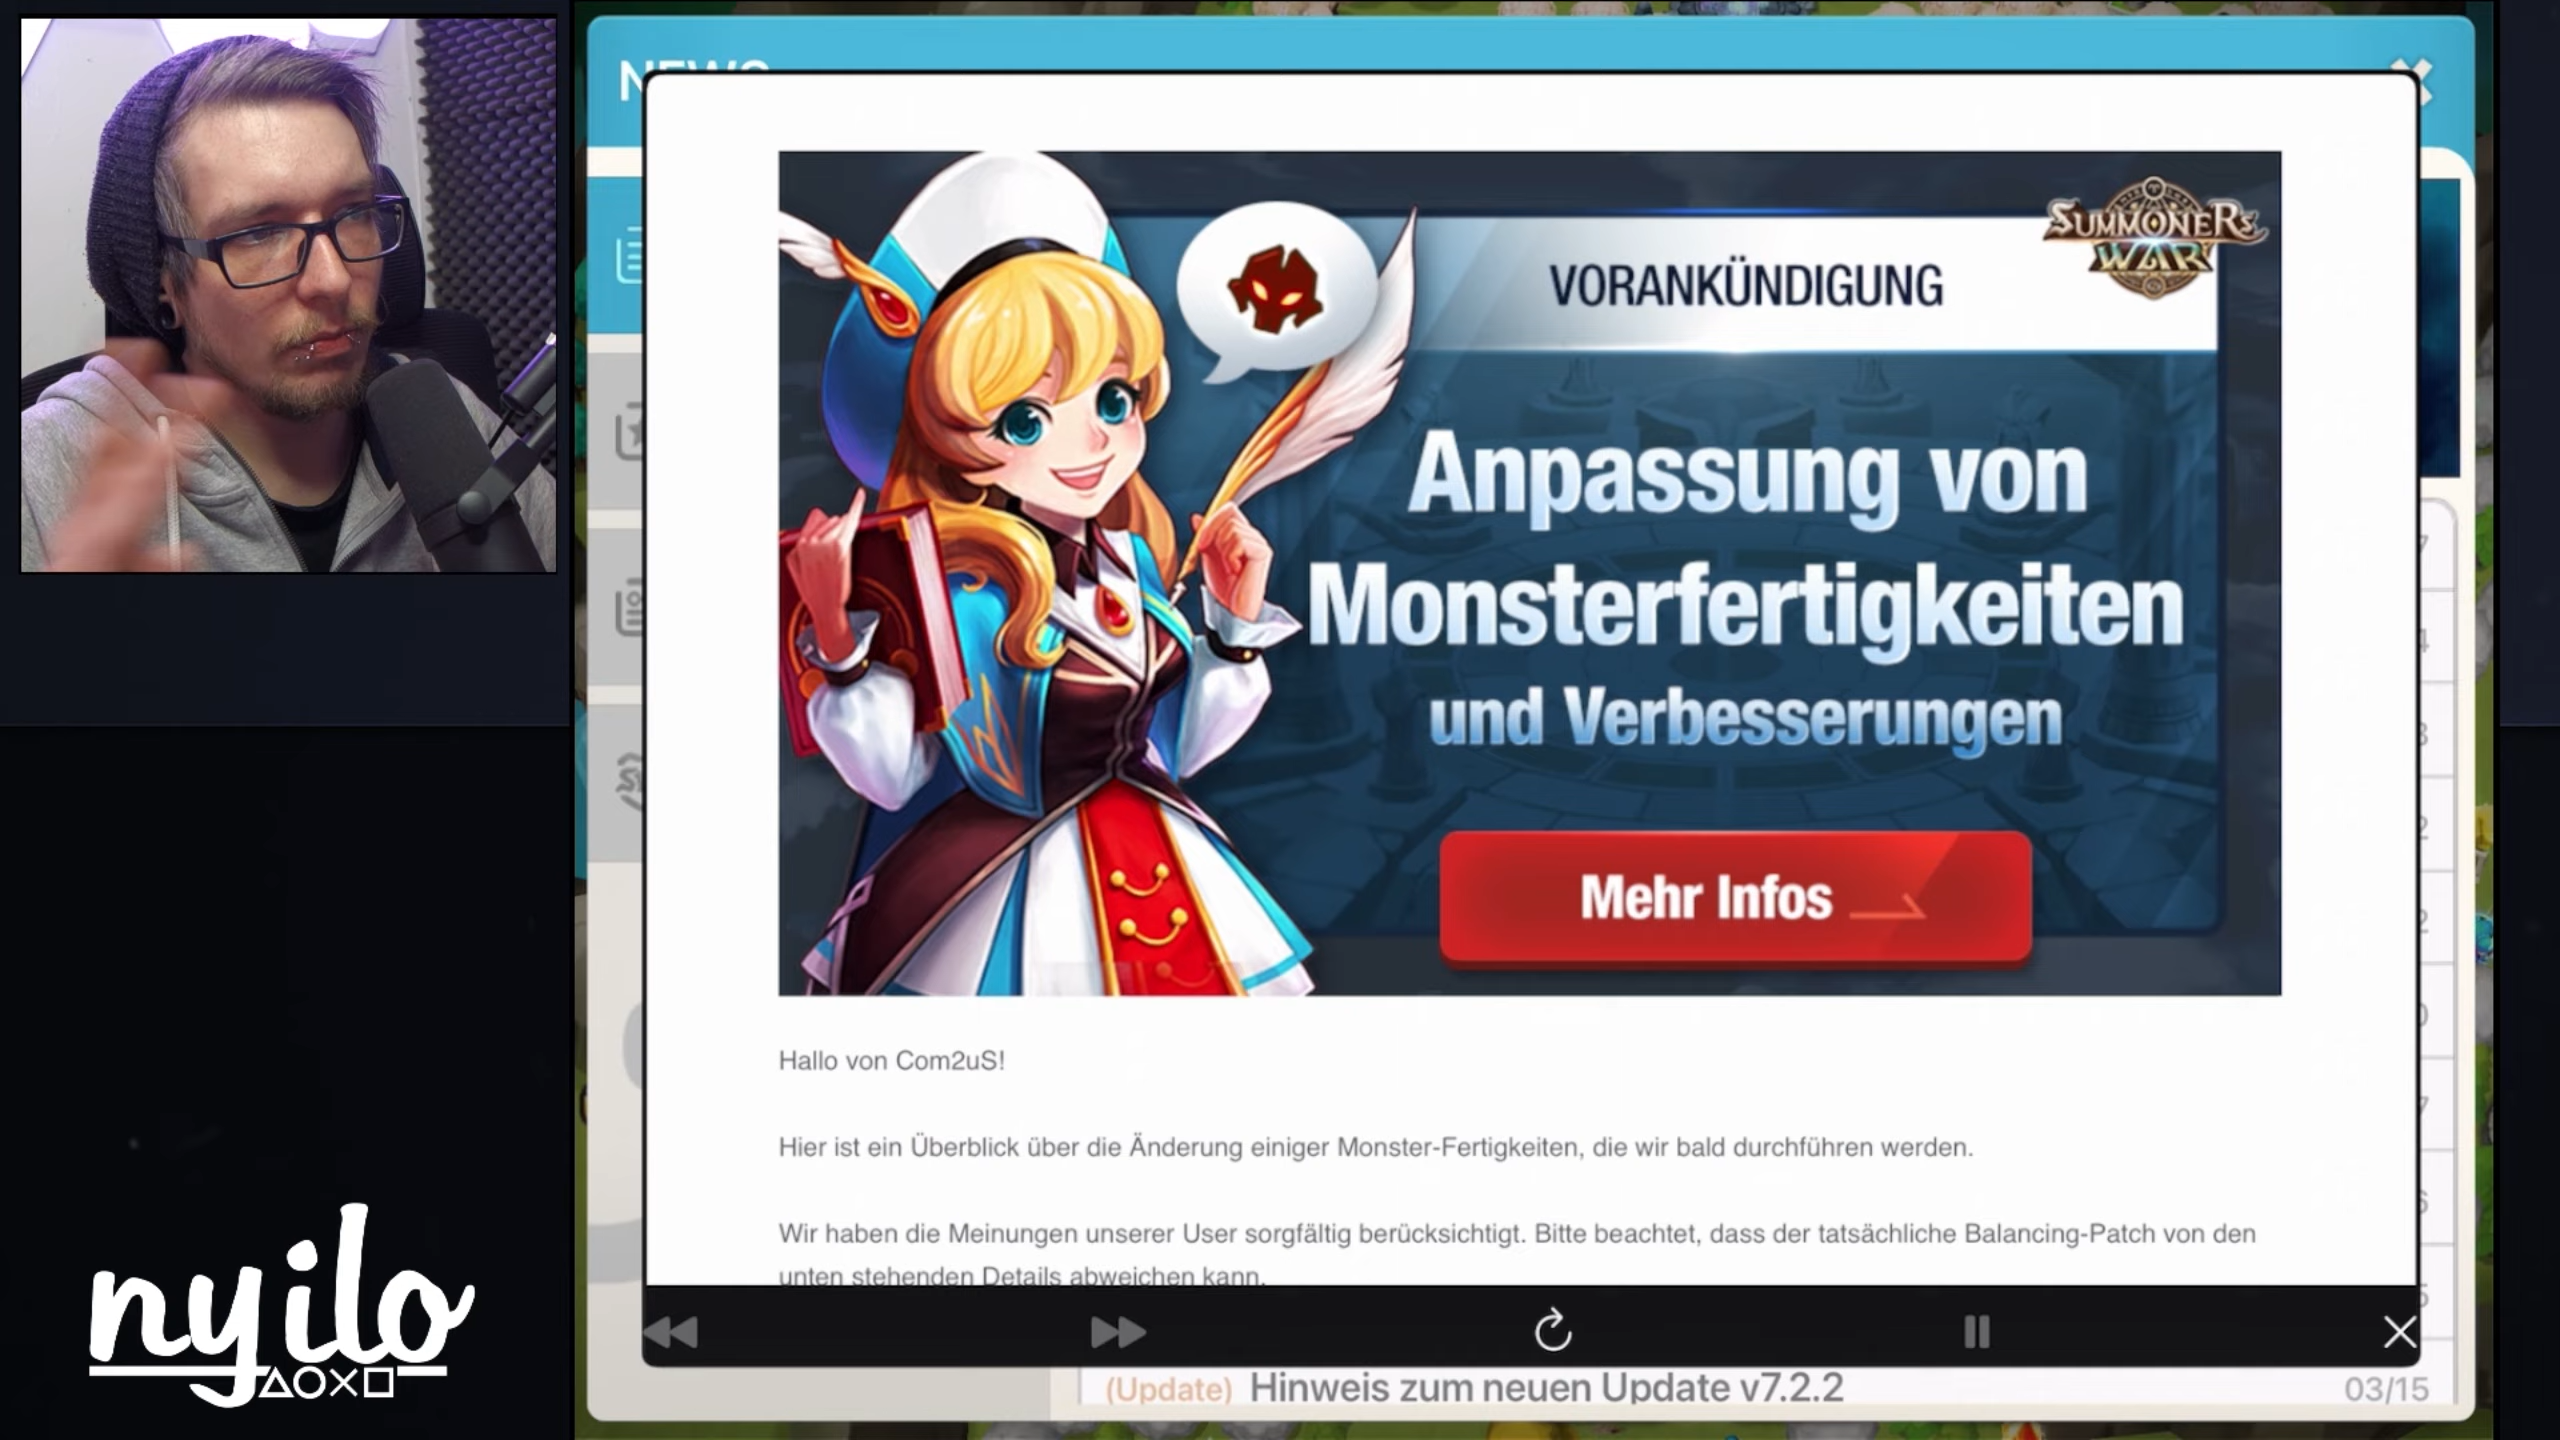 NEWS
SUMMONERS
WAR
VORANKÜNDIGUNG
Anpassung von
Monsterfertigkeiten
und Verbesserungen
Mehr Infos
Hallo von Com2uS!
Hier ist ein Überblick über die Änderung einiger Monster-Fertigkeiten, die wir bald durchführen werden.
Wir haben die Meinungen unserer User sorgfältig berücksichtigt. Bitte beachtet, dass der tatsächliche Balancing-Patch von den
unten stehenden Details abweichen kann.
(Update) Hinweis zum neuen Update v7.2.2 03/15
nyilo